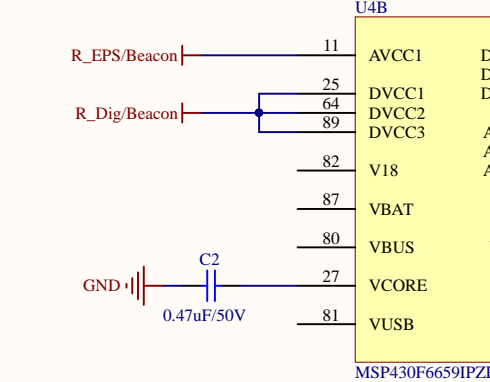 U4B
R_EPS/Beacon 11 AVCC1 D
D
25 DVCC1 D
R_Dig/Beacon 64 DVCC2
89 DVCC3 A
A
82 V18 A
87 VBAT
80 VBUS
C2
GND 27 VCORE
0.47uF/50V
81 VUSB
MSP430F6659IPZ